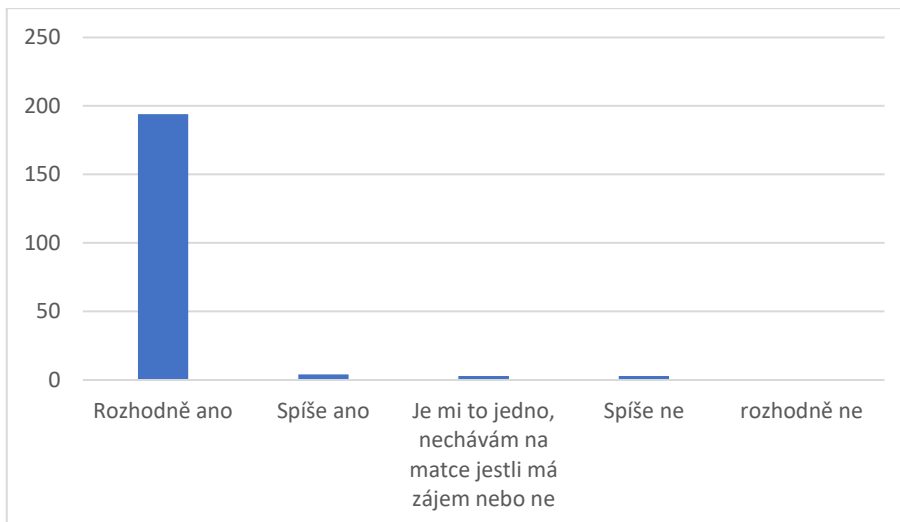 250
200
150
100
50
0
Rozhodně ano
Spíše ano
Je mi to jedno,
nechávám na
matce jestli má
zájem nebo ne
Spíše ne
rozhodně ne